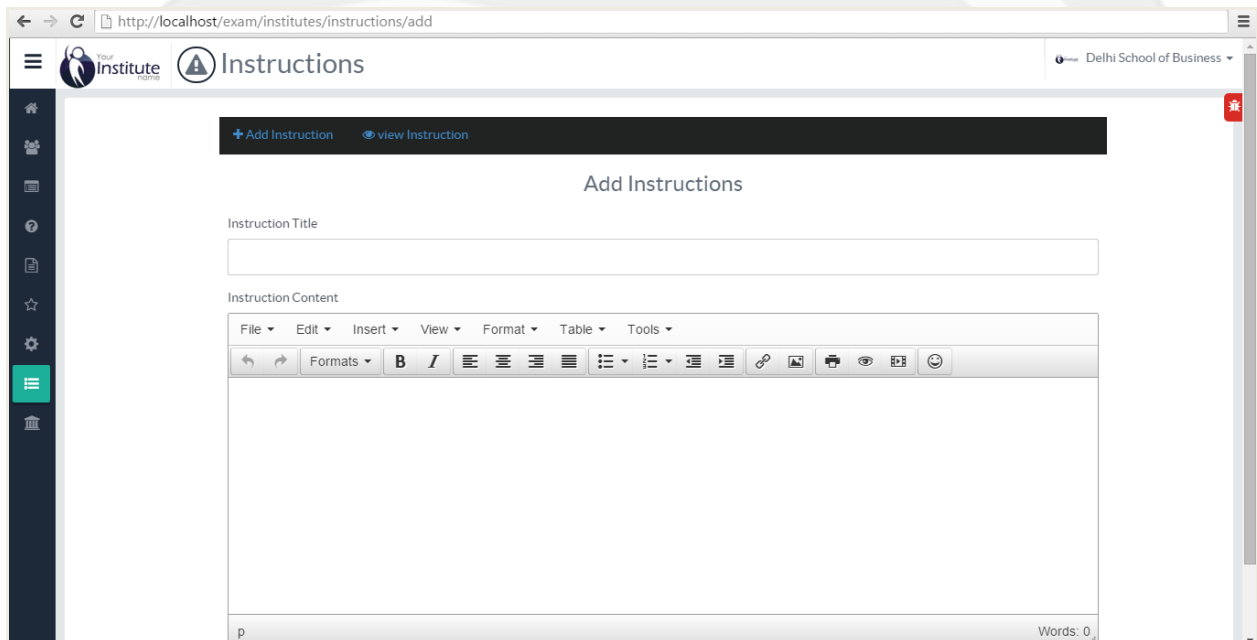 http://localhost/exam/institutes/instructions/add
Your
Institute
name
Instructions
Delhi School of Business
Add Instruction view Instruction
Add Instructions
Instruction Title
Instruction Content
File Edit Insert View Format Table Tools
Formats B I
p Words: 0